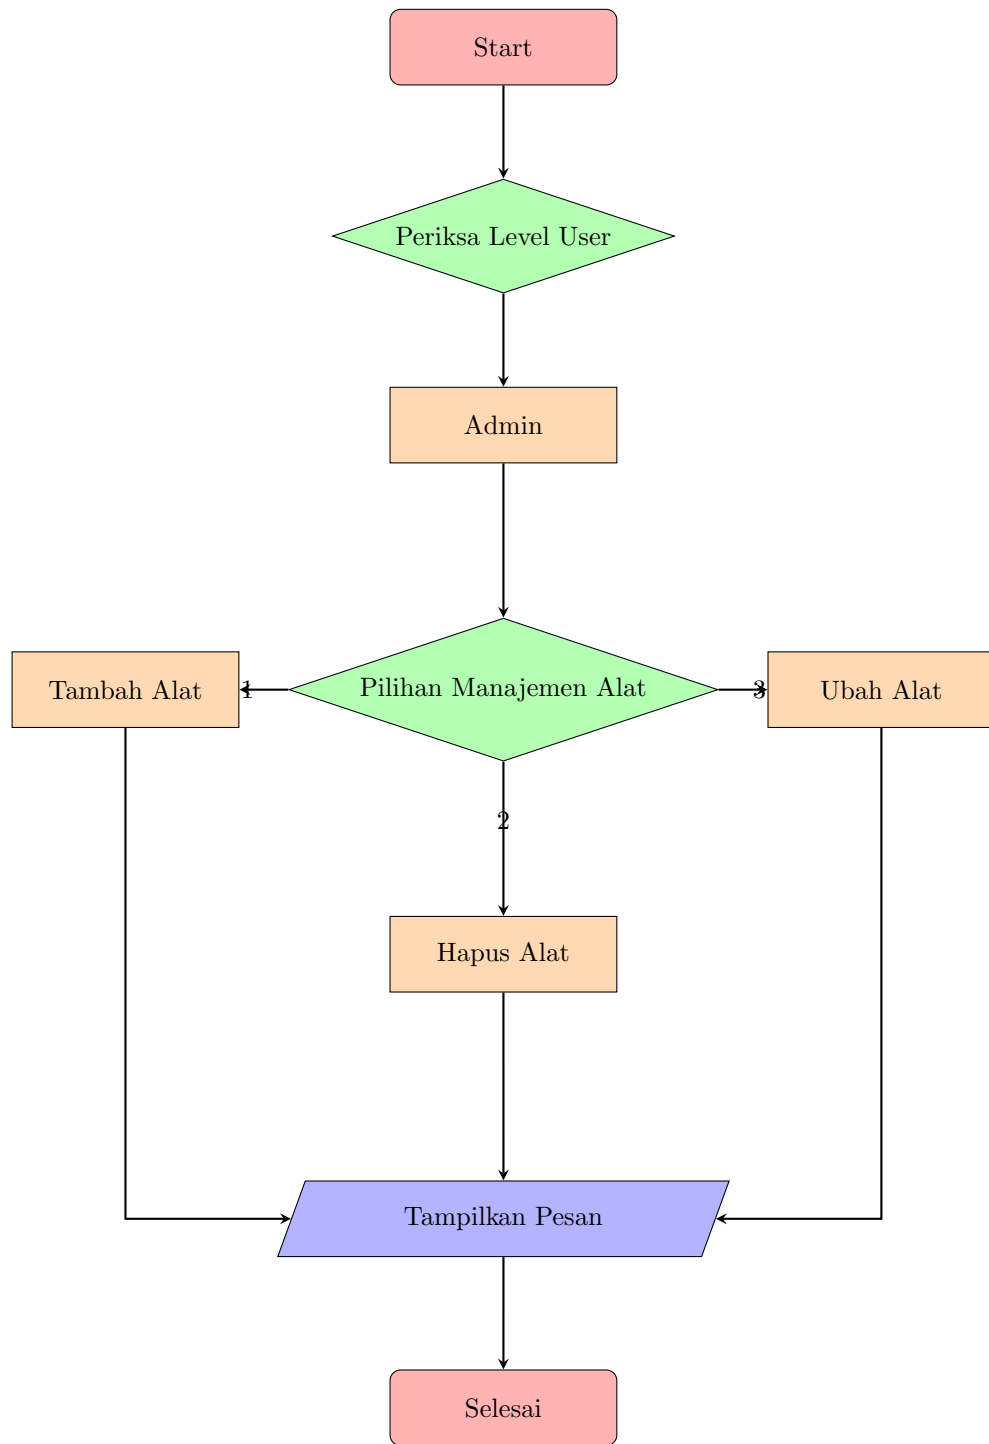 Start
Periksa Level User
Admin
Tambah Alat
1
Pilihan Manajemen Alat
3
Ubah Alat
2
Hapus Alat
Tampilkan Pesan
Selesai